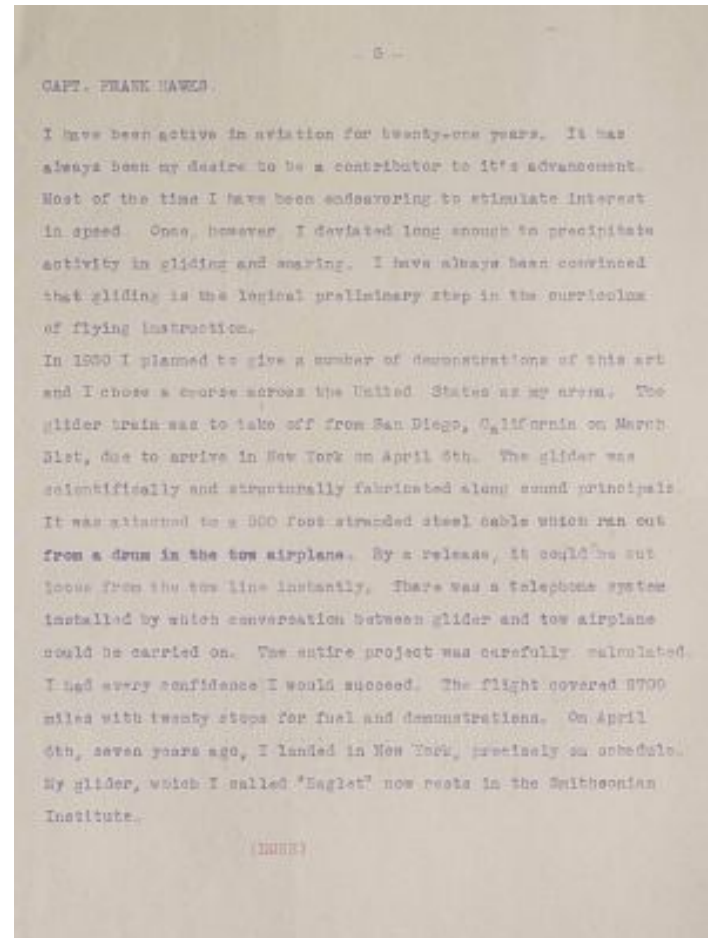 - 5 -
CAPT. FRANK HAWKS.
I have been active in aviation for twenty-one years. It has
always been my desire to be a contributor to it's advancement.
Most of the time I have been endeavoring to stimulate interest
in speed. Once, however, I deviated long enough to precipitate
activity in gliding and soaring. I have always been convinced
that gliding is the logical preliminary step in the curriculum
of flying instruction.
In 1930 I planned to give a number of demonstrations of this art
and I chose a course across the United States as my arena. The
glider train was to take off from San Diego, California on March
31st, due to arrive in New York on April 6th. The glider was
scientifically and structurally fabricated along sound principals.
It was attached to a 500 foot stranded steel cable which ran out
from a drum in the tow airplane. By a release, it could be cut
loose from the tow line instantly. There was a telephone system
installed by which conversation between glider and tow airplane
could be carried on. The entire project was carefully calculated.
I had every confidence I would succeed. The flight covered
miles with twenty stops for fuel and demonstrations. On April
6th, seven years ago, I landed in New York, precisely on schedule.
My glider, which I called "Eaglet" now rests in the Smithsonian
Institute.